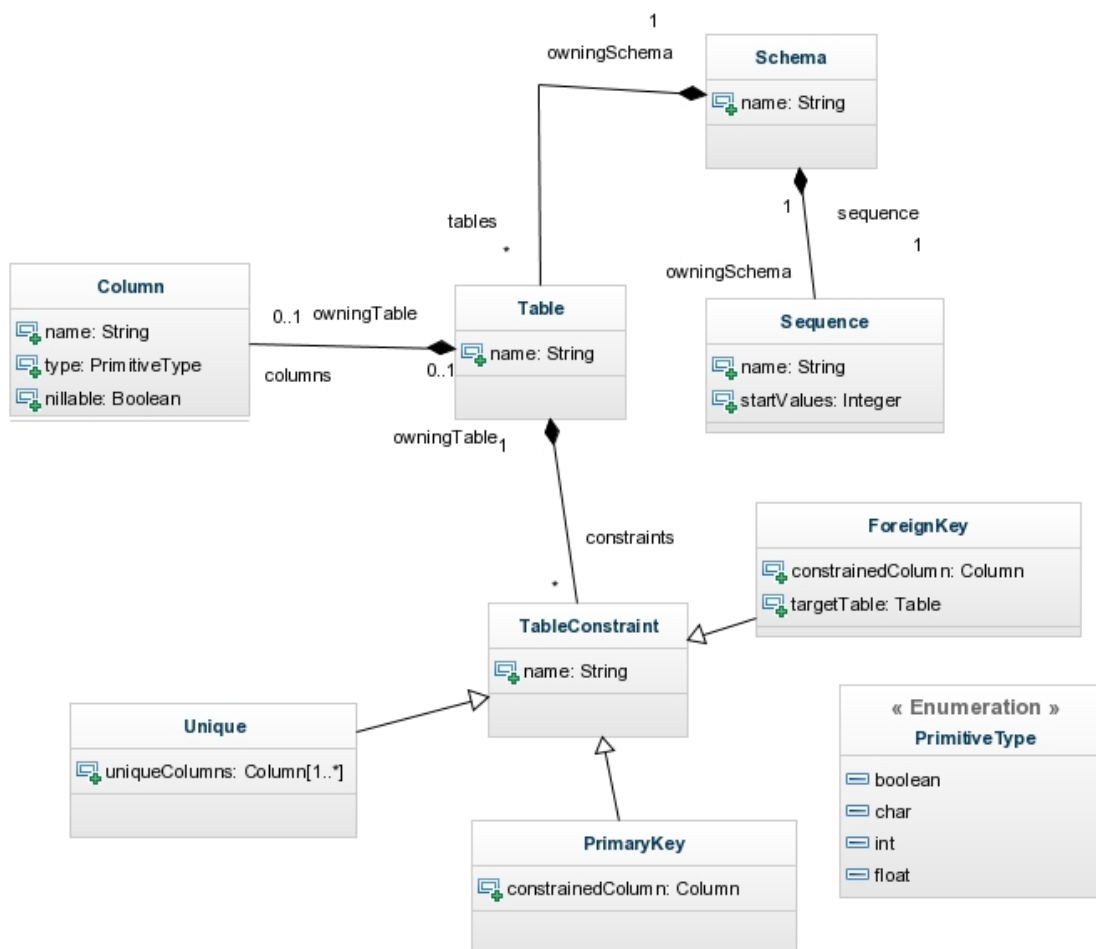 1
owningSchema
Schema
name: String
tables
*
1
sequence
1
owningSchema
Column
name: String
type: PrimitiveType
nillable: Boolean
0..1
owningTable
columns
0..1
Table
name: String
Sequence
name: String
startValues: Integer
owningTable
1
constraints
*
ForeignKey
constrainedColumn: Column
targetTable: Table
TableConstraint
name: String
Unique
uniqueColumns: Column[1..*]
« Enumeration »
PrimitiveType
boolean
char
int
float
PrimaryKey
constrainedColumn: Column